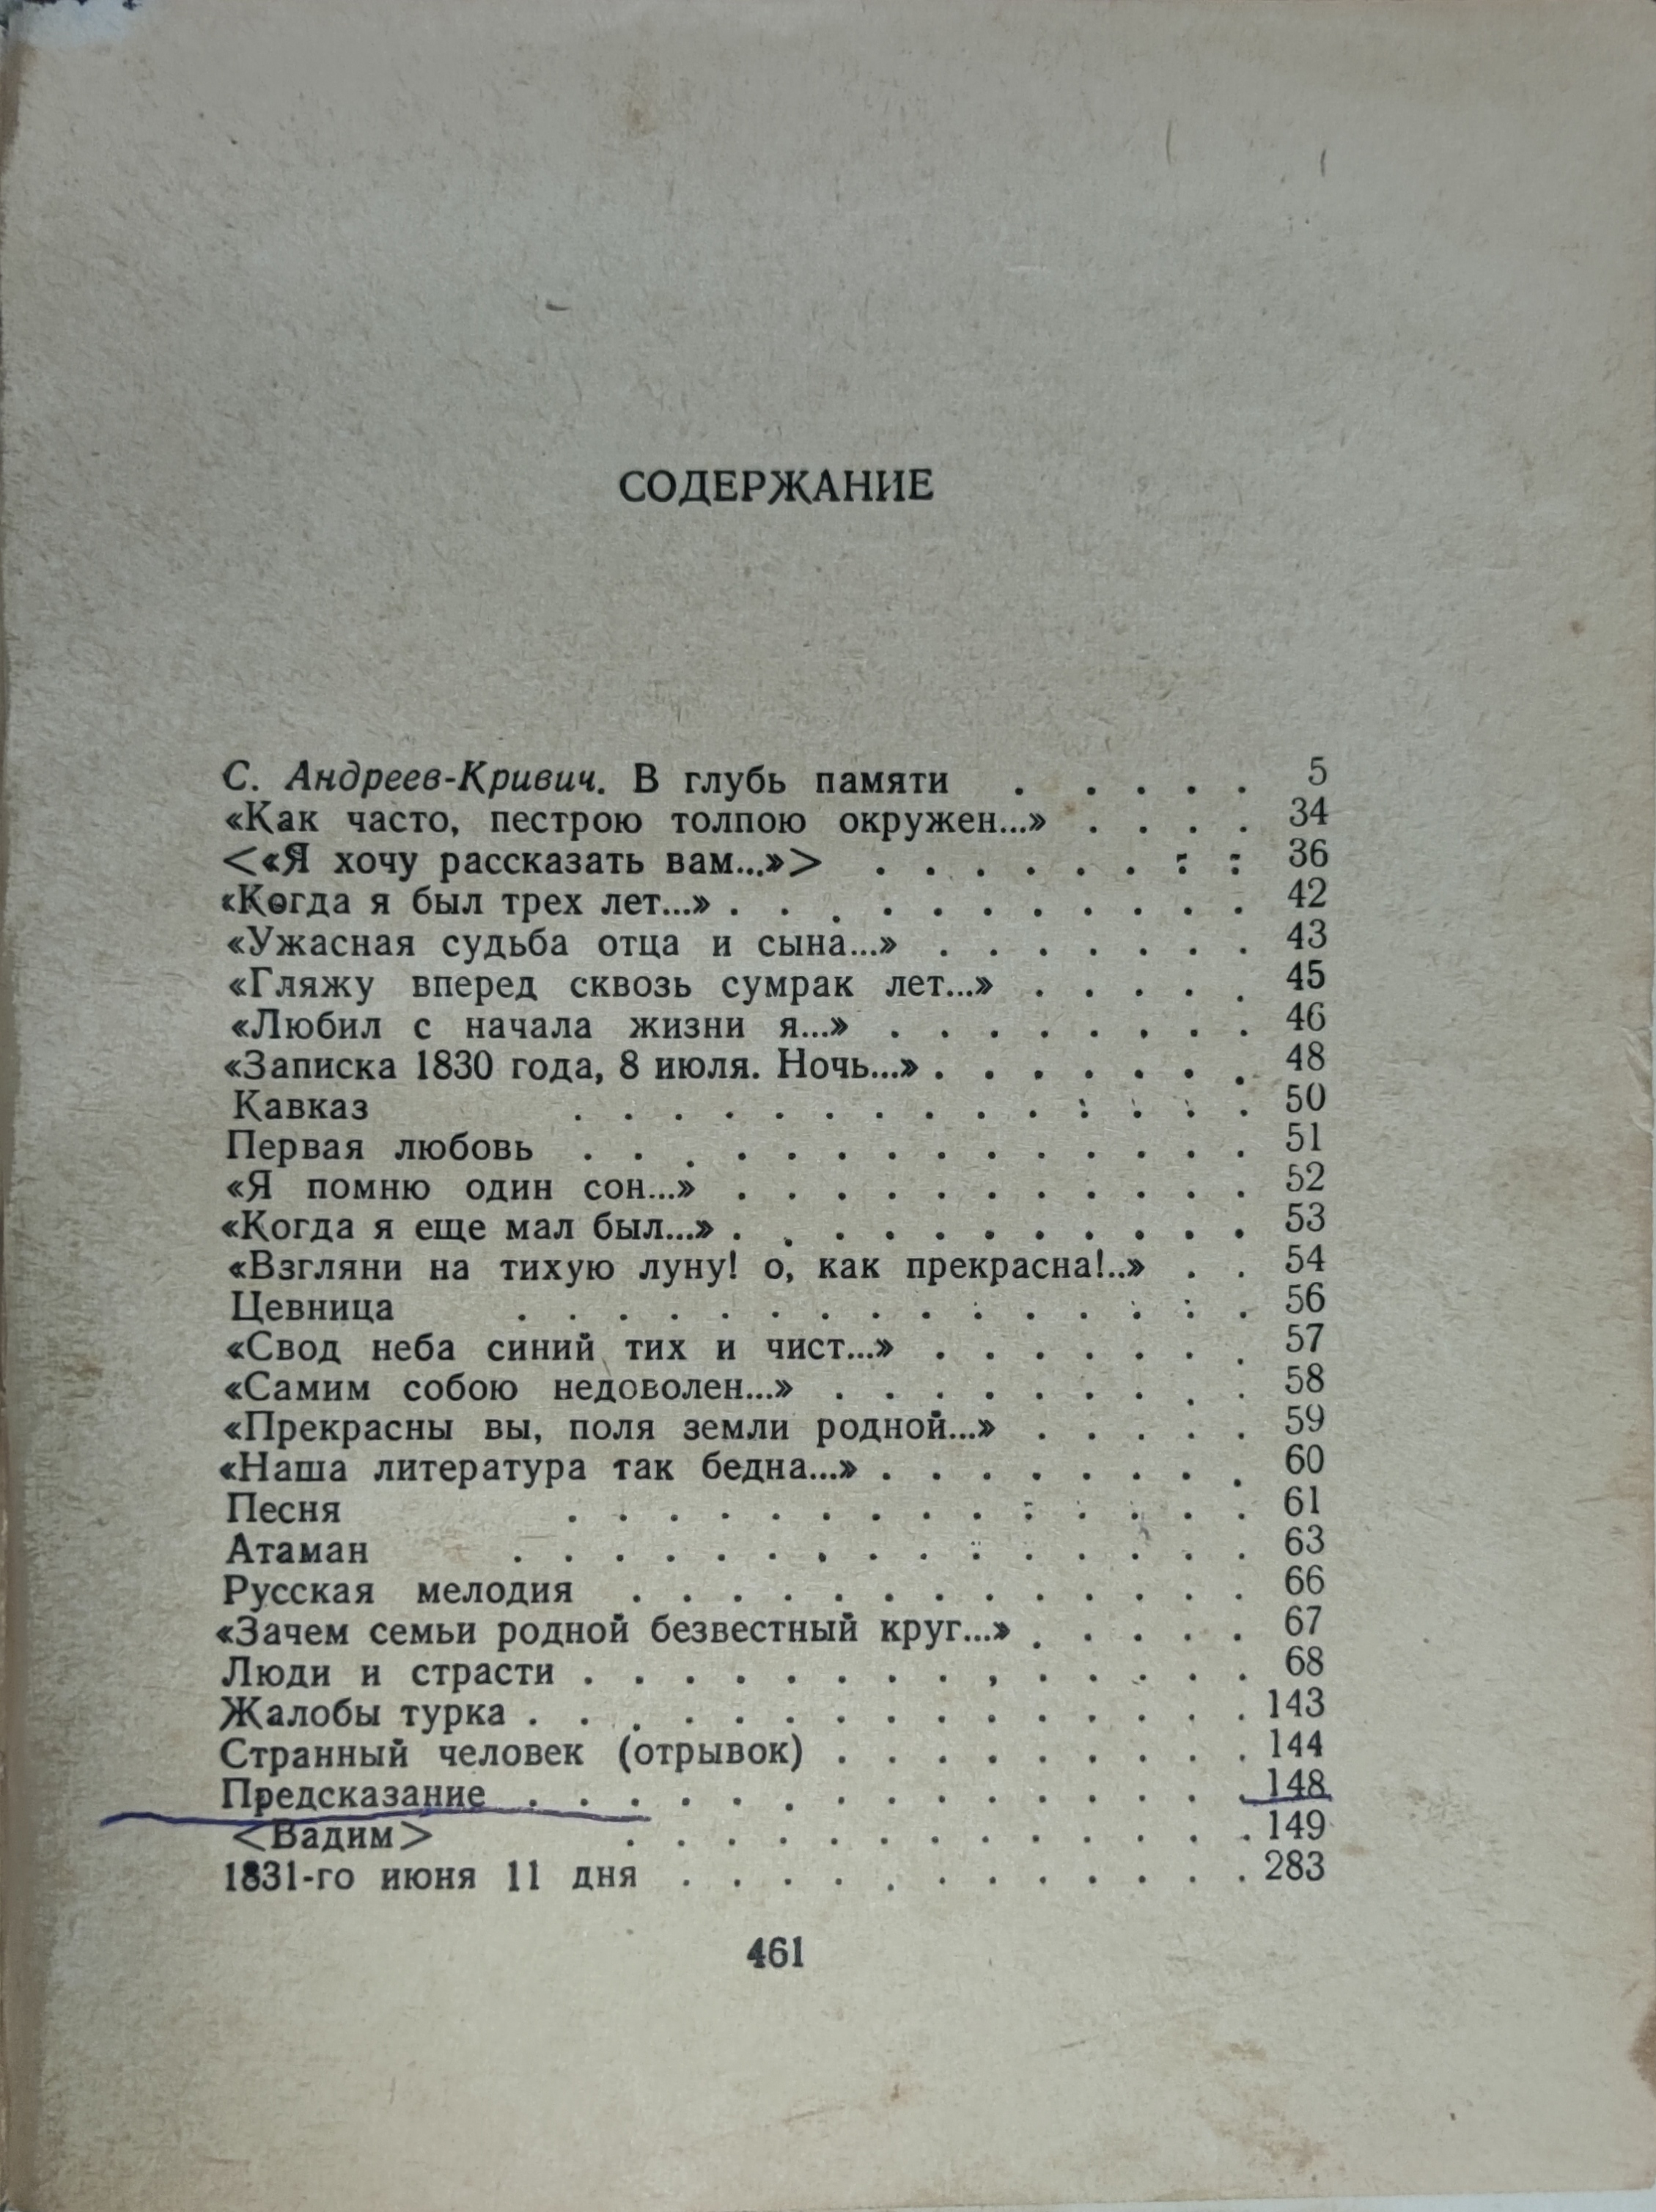 СОДЕРЖАНИЕ
С. Андреев-Кривич. В глубь памяти . . . . . 5
«Как часто, пестрою толпою окружен...» . . . . 34
<«Я хочу рассказать вам...»> . . . . . . . . 36
«Когда я был трех лет...» . . . . . . . . . . . 42
«Ужасная судьба отца и сына...» . . . . . . . 43
«Гляжу вперед сквозь сумрак лет...» . . . . . 45
«Любил с начала жизни я...» . . . . . . . . 46
«Записка 1830 года, 8 июля. Ночь...» . . . . . . . 48
Кавказ . . . . . . . . . . . . . . 50
Первая любовь . . . . . . . . . . . . . . 51
«Я помню один сон...» . . . . . . . . . . . 52
«Когда я еще мал был...» . . . . . . . . . . . 53
«Взгляни на тихую луну! о, как прекрасна!..» . . 54
Цевница . . . . . . . . . . . . . . . 56
«Свод неба синий тих и чист...» . . . . . . . 57
«Самим собою недоволен...» . . . . . . . . . 58
«Прекрасны вы, поля земли родной...» . . . . . 59
«Наша литература так бедна...» . . . . . . . . 60
Песня . . . . . . . . . . . . . . 61
Атаман . . . . . . . . . . . . . . . 63
Русская мелодия . . . . . . . . . . . . . 66
«Зачем семьи родной безвестный круг...» . . . . . 67
Люди и страсти . . . . . . . . . . . . . . 68
Жалобы турка . . . . . . . . . . . . . . . 143
Странный человек (отрывок) . . . . . . . . . 144
Предсказание . . . . . . . . . . . . . . . 148
<Вадим> . . . . . . . . . . . . . 149
1831-го июня 11 дня . . . . . . . . . . . . 283
461